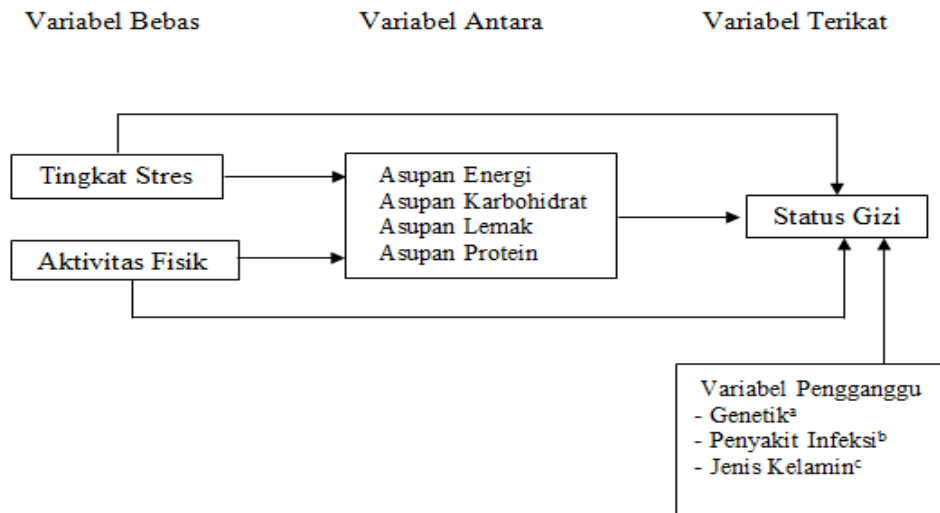 Variabel Bebas
Variabel Antara
Variabel Terikat
Tingkat Stres
Aktivitas Fisik
Asupan Energi
Asupan Karbohidrat
Asupan Lemak
Asupan Protein
Status Gizi
Variabel Pengganggu
- Genetikᵃ
- Penyakit Infeksiᵇ
- Jenis Kelaminᶜ